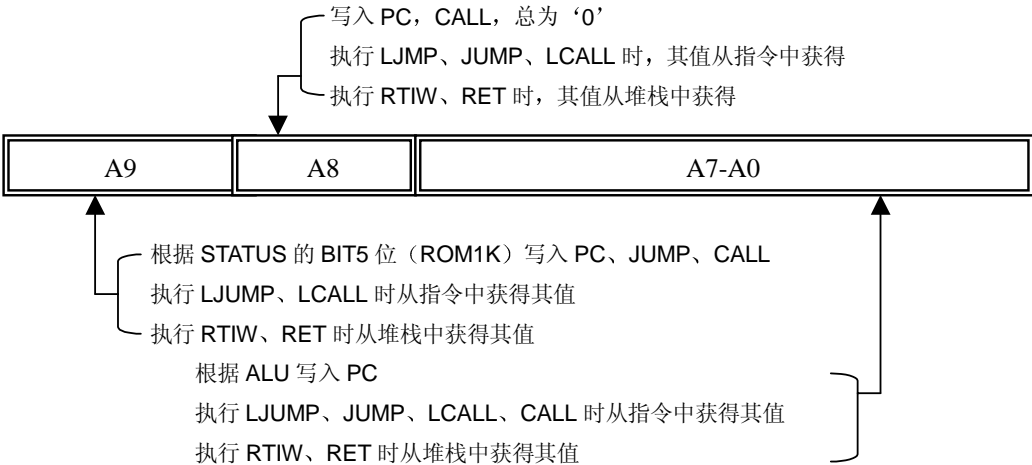 写入 PC，CALL，总为‘0’
执行 LJMP、JUMP、LCALL 时，其值从指令中获得
执行 RTIW、RET 时，其值从堆栈中获得
A9 A8 A7-A0
根据 STATUS 的 BIT5 位（ROM1K）写入 PC、JUMP、CALL
执行 LJUMP、LCALL 时从指令中获得其值
执行 RTIW、RET 时从堆栈中获得其值
根据 ALU 写入 PC
执行 LJUMP、JUMP、LCALL、CALL 时从指令中获得其值
执行 RTIW、RET 时从堆栈中获得其值